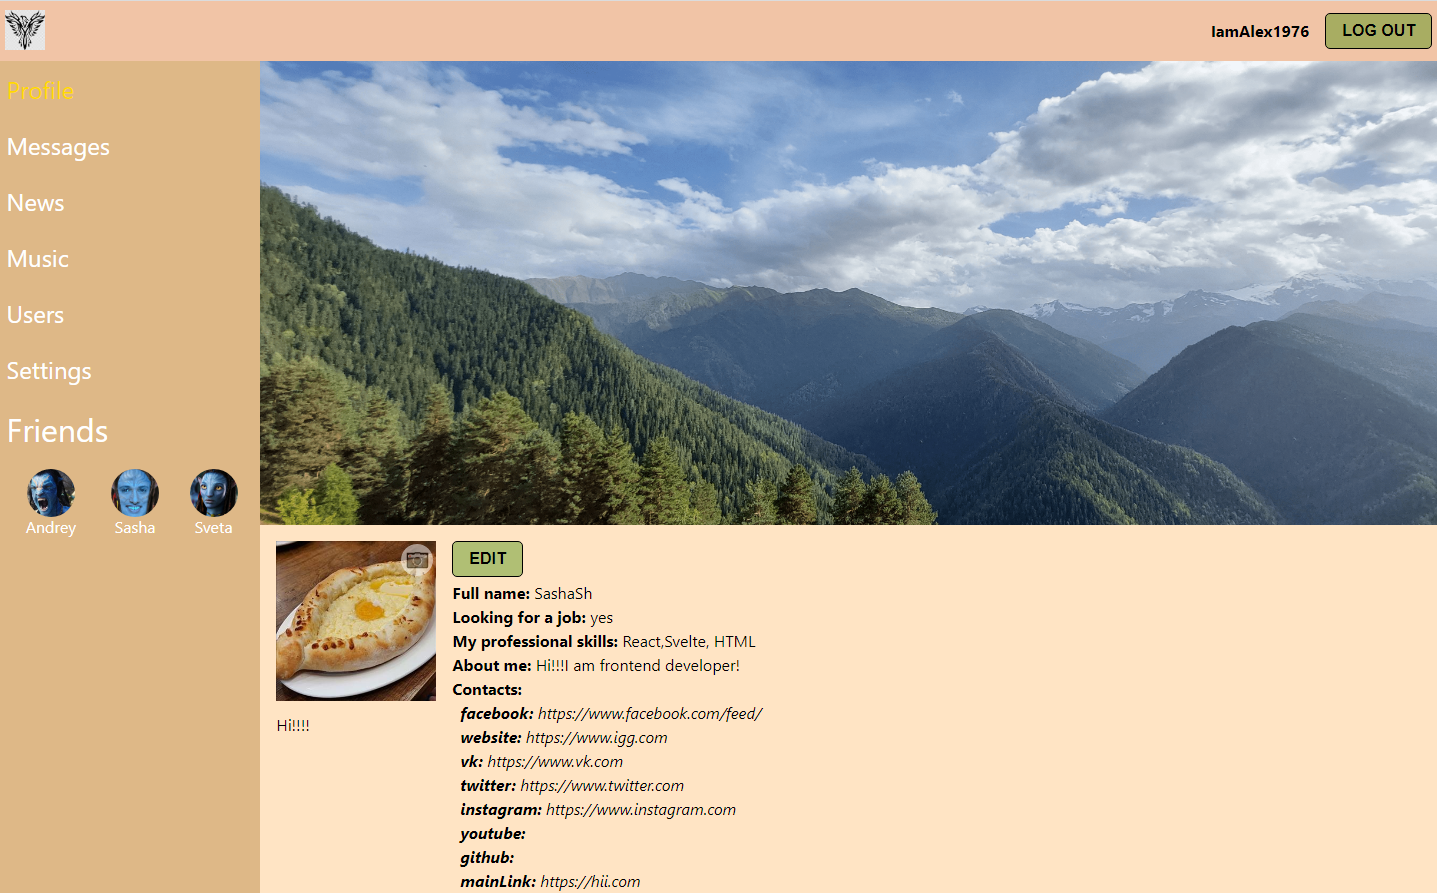 IamAlex1976
LOG OUT
Profile
Messages
News
Music
Users
Settings
Friends
Andrey
Sasha
Sveta
Hi!!!!
EDIT
Full name: SashaSh
Looking for a job: yes
My professional skills: React,Svelte, HTML
About me: Hi!!!I am frontend developer!
Contacts:
facebook: https://www.facebook.com/feed/
website: https://www.igg.com
vk: https://www.vk.com
twitter: https://www.twitter.com
instagram: https://www.instagram.com
youtube:
github:
mainLink: https://hii.com